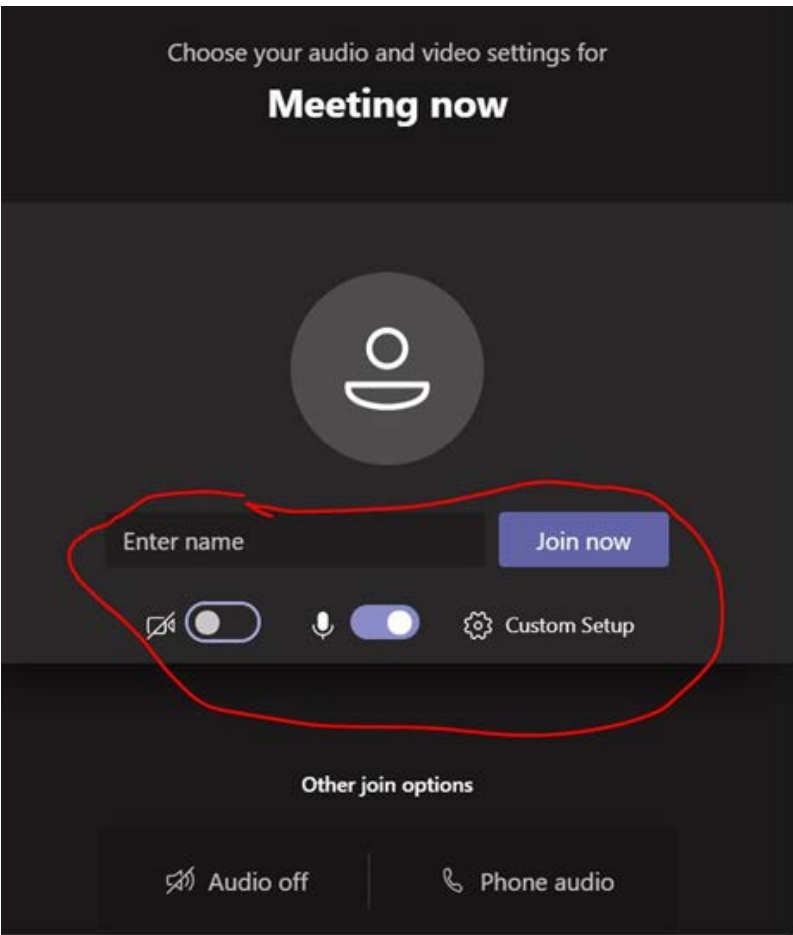 Choose your audio and video settings for
Meeting now
Enter name
Join now
Custom Setup
Other join options
Audio off
Phone audio